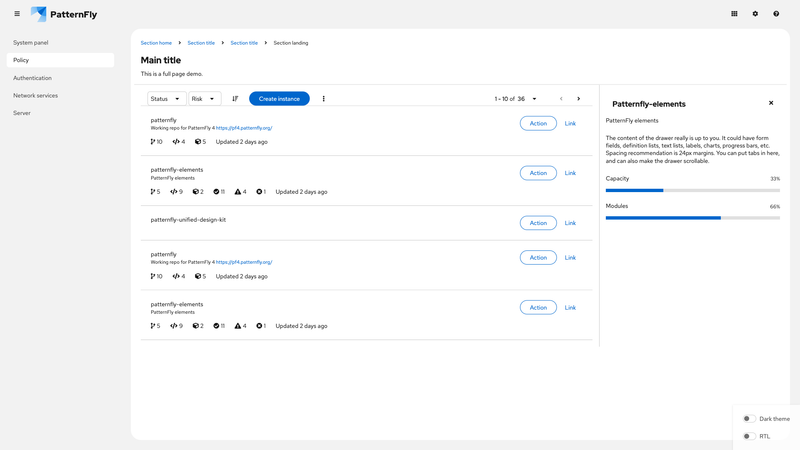 PatternFly
System panel
Policy
Authentication
Network services
Server
Section home
Section title
Section title
Section landing
Main title
This is a full page demo.
Status
Risk
Create instance
1 - 10 of 36
patternfly
Working repo for PatternFly 4 https://pf4.patternfly.org/
10 4 5 Updated 2 days ago
Action
Link
patternfly-elements
PatternFly elements
5 9 2 11 4 1 Updated 2 days ago
Action
Link
patternfly-unified-design-kit
Action
Link
patternfly
Working repo for PatternFly 4 https://pf4.patternfly.org/
10 4 5 Updated 2 days ago
Action
Link
patternfly-elements
PatternFly elements
5 9 2 11 4 1 Updated 2 days ago
Action
Link
Patternfly-elements
PatternFly elements
The content of the drawer really is up to you. It could have form
fields, definition lists, text lists, labels, charts, progress bars, etc.
Spacing recommendation is 24px margins. You can put tabs in here,
and can also make the drawer scrollable.
Capacity 33%
Modules 66%
Dark theme
RTL